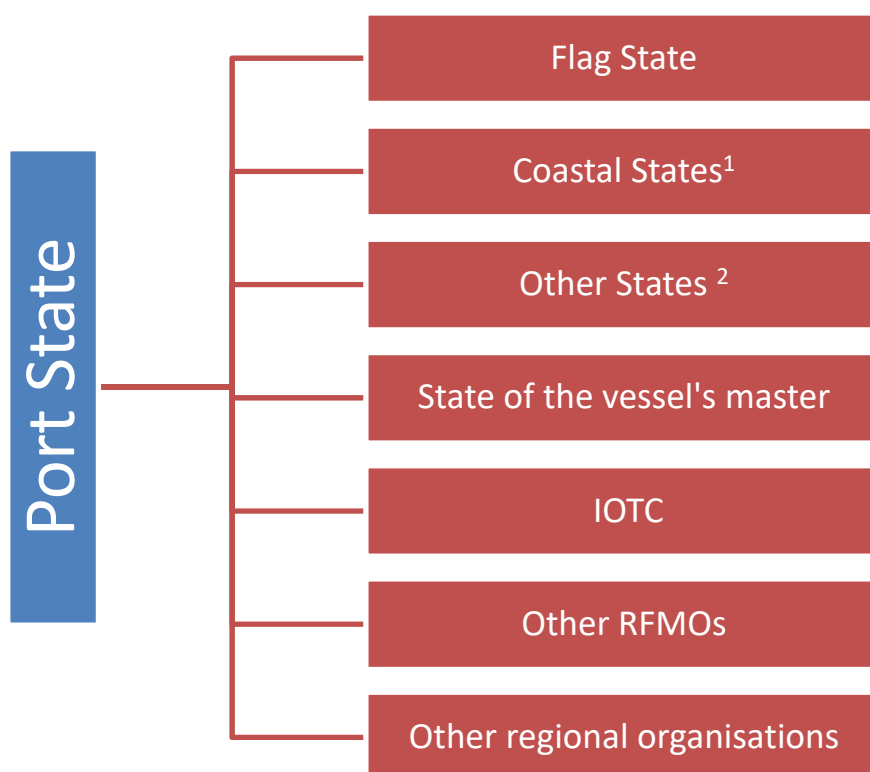 Port State
Flag State
Coastal States¹
Other States ²
State of the vessel's master
IOTC
Other RFMOs
Other regional organisations